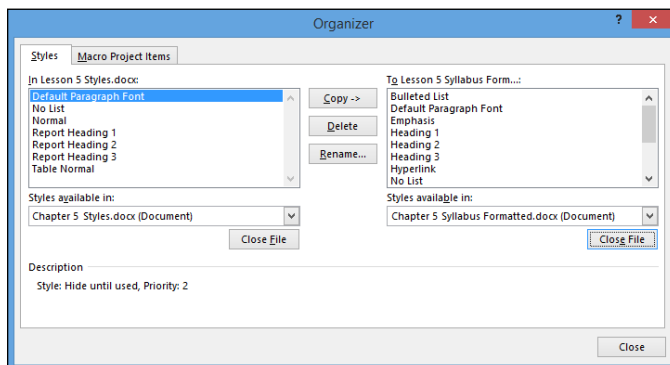 Organizer
?
×
Styles
Macro Project Items
In Lesson 5 Styles.docx:
Default Paragraph Font
No List
Normal
Report Heading 1
Report Heading 2
Report Heading 3
Table Normal
Styles available in:
Chapter 5 Styles.docx (Document)
Close File
Copy ->
Delete
Rename...
To Lesson 5 Syllabus Form...:
Bulleted List
Default Paragraph Font
Emphasis
Heading 1
Heading 2
Heading 3
Hyperlink
No List
Styles available in:
Chapter 5 Syllabus Formatted.docx (Document)
Close File
Description
Style: Hide until used, Priority: 2
Close